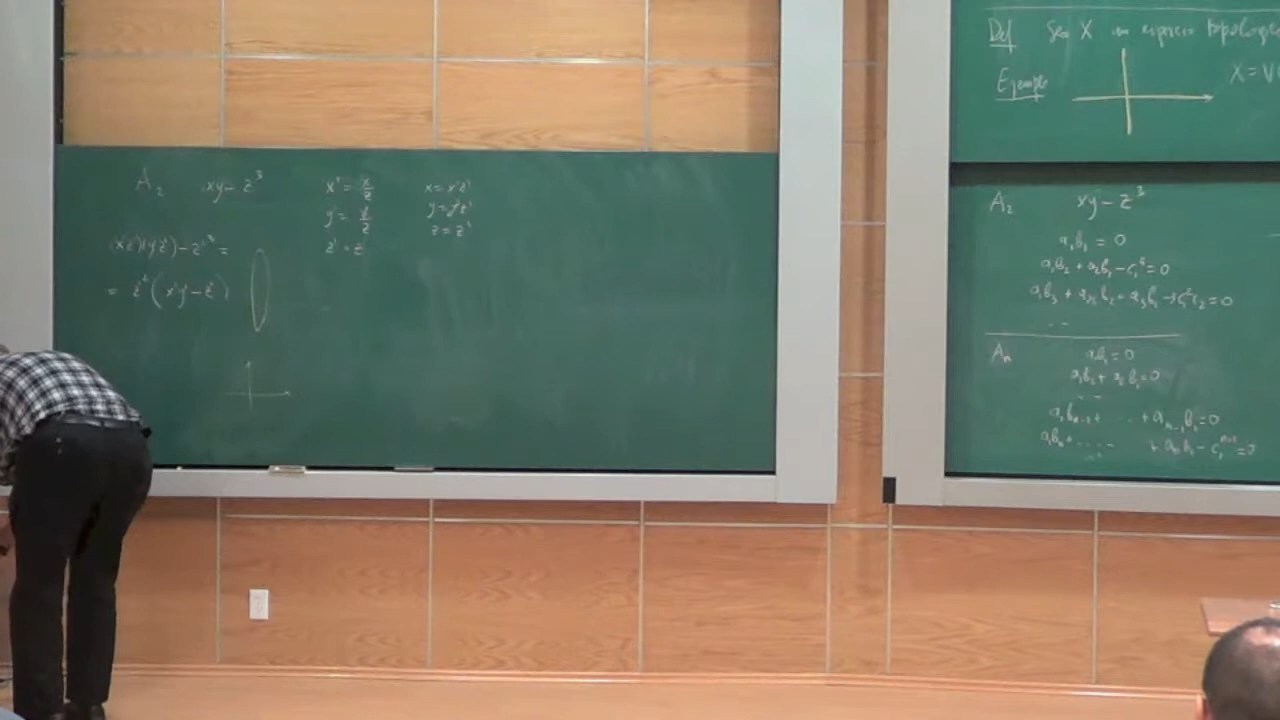 A₂ xy - z³
x' = x/z
y' = y/z
z' = z
x = x'z'
y = y'z'
z = z'
(x'z')(y'z') - z'³ =
= z'²(x'y' - z')
Def Sea X un espacio topológico
Ejemplo X = V
A₂ xy - z³
a₁b₁ = 0
a₁b₂ + a₂b₁ - c₁³ = 0
a₁b₃ + a₂b₂ + a₃b₁ - 3c₁²c₂ = 0
...
Aₙ a₁b₁ = 0
a₁b₂ + a₂b₁ = 0
...
a₁bₙ₋₁ + ... + aₙ₋₁b₁ = 0
a₁bₙ + ... + aₙb₁ - c₁ⁿ⁺¹ = 0
...